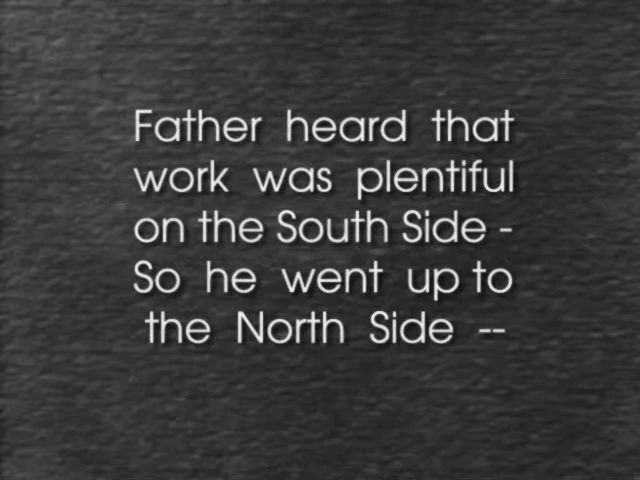 Father heard that
work was plentiful
on the South Side -
So he went up to
the North Side --